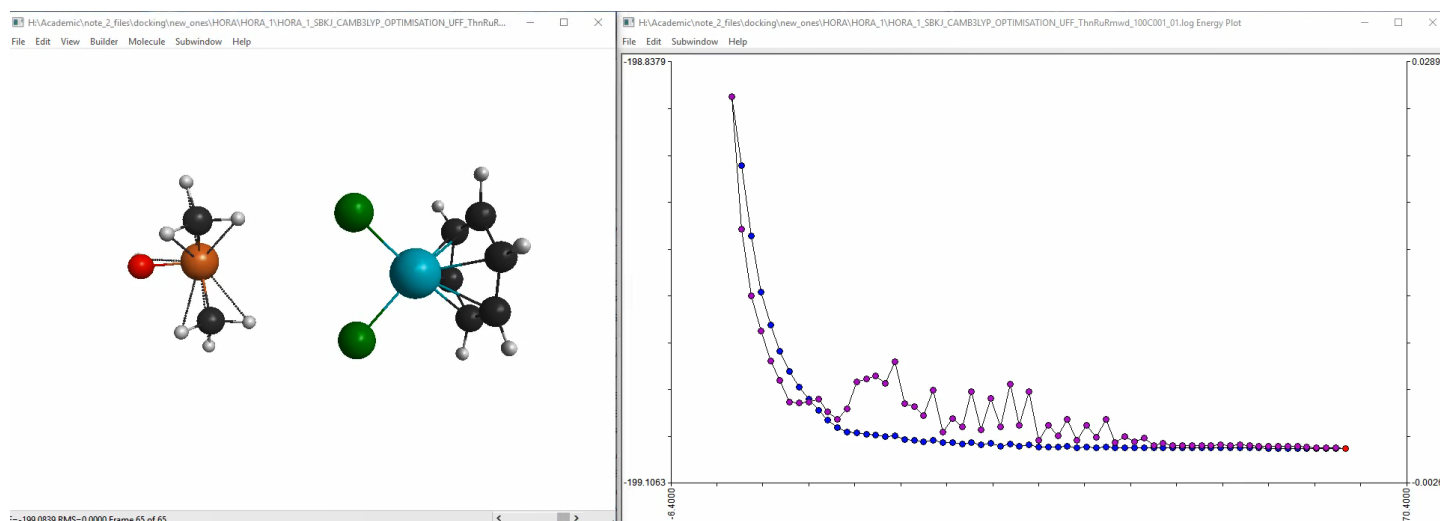 H:\Academic\note_2_files\docking\new_ones\HORA\HORA_1\HORA_1_SBKJ_CAMB3LYP_OPTIMISATION_UFF_ThnRuR...
File Edit View Builder Molecule Subwindow Help
E=-199.0839 RMS=0.0000 Frame 65 of 65
H:\Academic\note_2_files\docking\new_ones\HORA\HORA_1\HORA_1_SBKJ_CAMB3LYP_OPTIMISATION_UFF_ThnRuRmwd_100C001_01.log Energy Plot
File Edit Subwindow Help
-198.8379
0.0289
-199.1063
-6.4000
70.4000